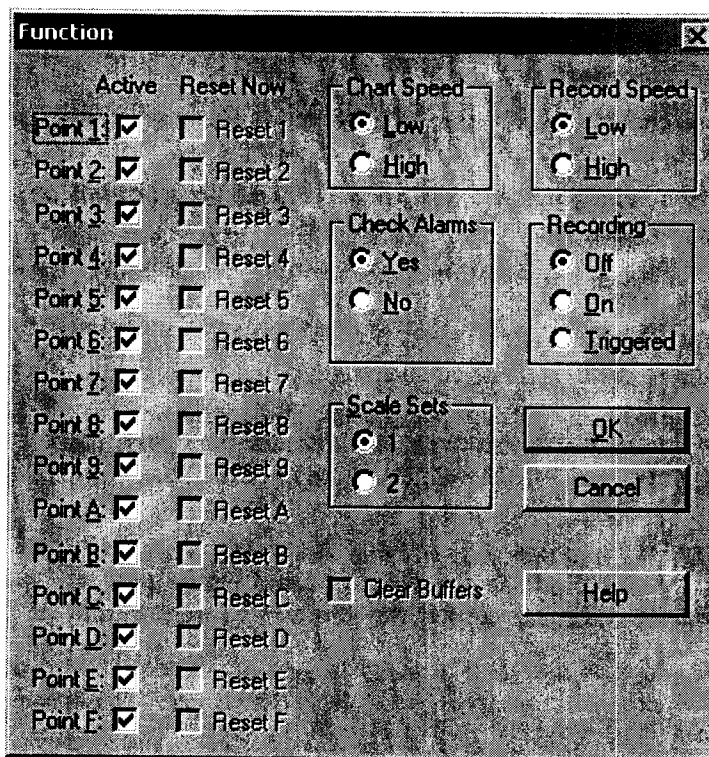 Function
Active Reset Now
Point 1: Reset 1
Point 2: Reset 2
Point 3: Reset 3
Point 4: Reset 4
Point 5: Reset 5
Point 6: Reset 6
Point 7: Reset 7
Point 8: Reset 8
Point 9: Reset 9
Point A: Reset A
Point B: Reset B
Point C: Reset C
Point D: Reset D
Point E: Reset E
Point F: Reset F
Chart Speed
Low
High
Record Speed
Low
High
Check Alarms
Yes
No
Recording
Off
On
Triggered
Scale Sets
1
2
OK
Cancel
Clear Buffers
Help